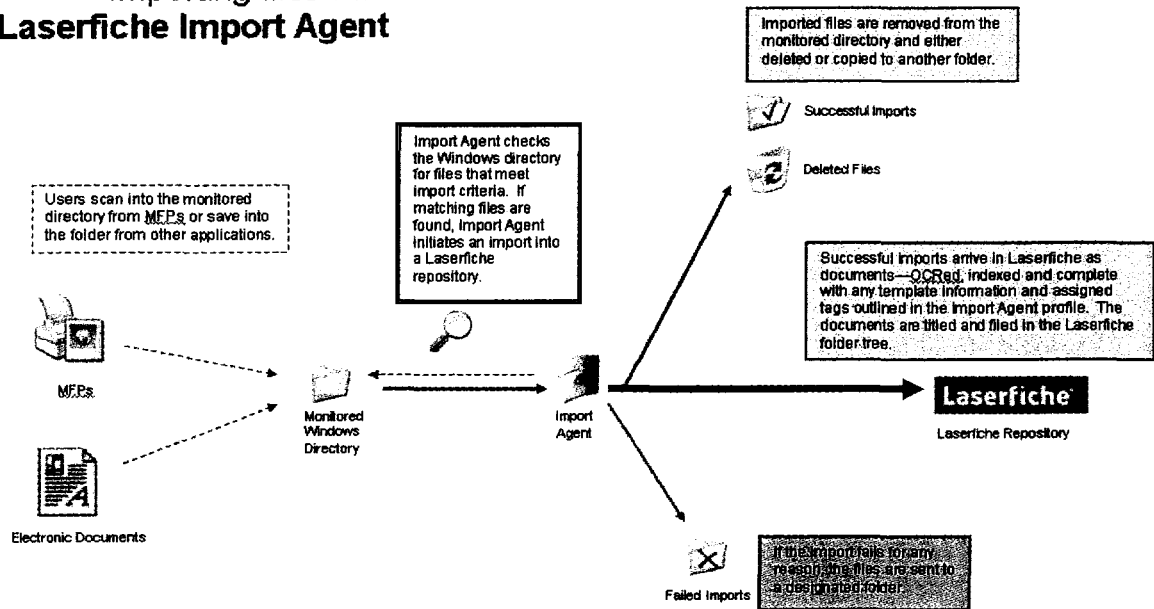 Laserfiche Import Agent
Imported files are removed from the
monitored directory and either
deleted or copied to another folder.
Successful Imports
Deleted Files
Import Agent checks
the Windows directory
for files that meet
import criteria. If
matching files are
found, Import Agent
initiates an import into
a Laserfiche
repository.
Users scan into the monitored
directory from MFPs or save into
the folder from other applications.
Successful imports arrive in Laserfiche as
documents—OCRed, indexed and complete
with any template information and assigned
tags outlined in the Import Agent profile. The
documents are titled and filed in the Laserfiche
folder tree.
MFPs
Monitored
Windows
Directory
Import
Agent
Laserfiche
Laserfiche Repository
Electronic Documents
Failed Imports
If the import fails for any
reason, the files are sent to
a designated folder.